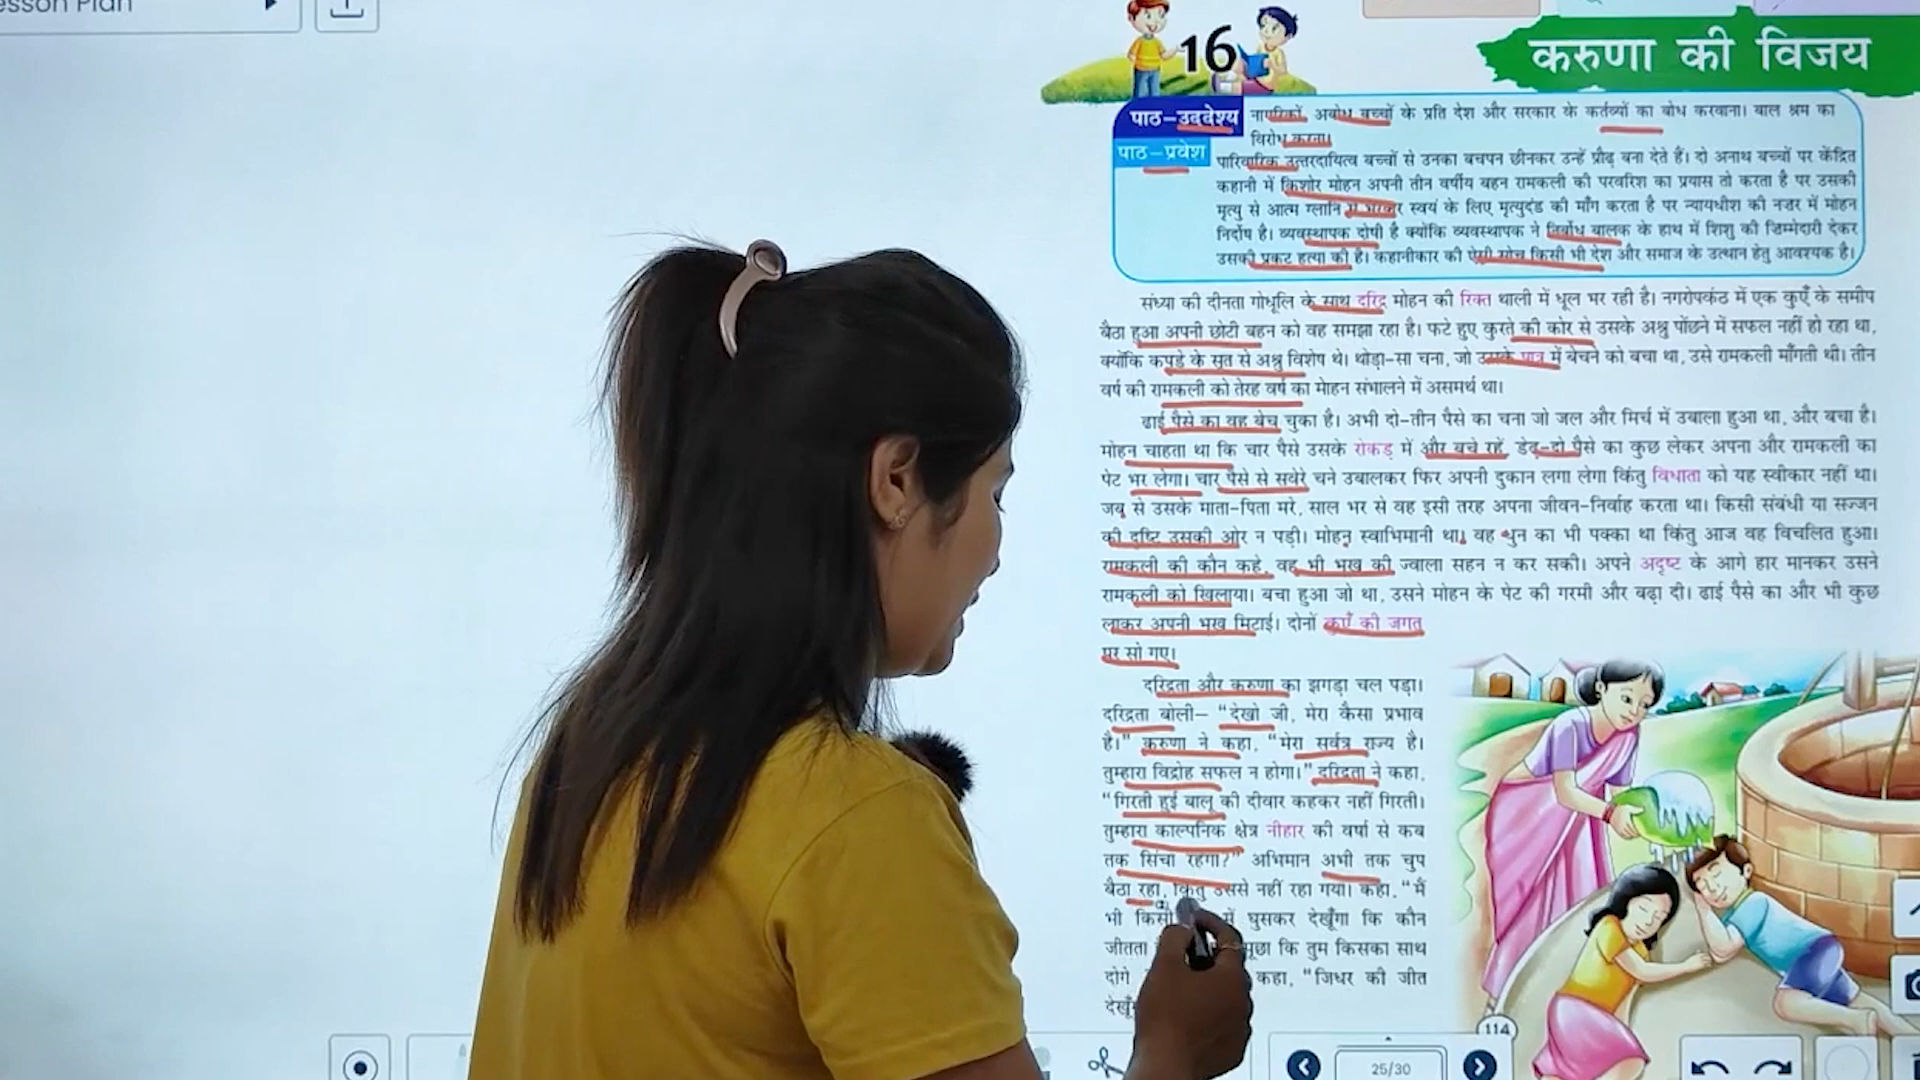 esson Plan
16
करुणा की विजय
पाठ-उद्देश्य
नागरिकों, अबोध बच्चों के प्रति देश और सरकार के कर्तव्यों का बोध करवाना। बाल श्रम का
विरोध करना।
पाठ-प्रवेश
पारिवारिक उत्तरदायित्व बच्चों से उनका बचपन छीनकर उन्हें प्रौढ़ बना देते हैं। दो अनाथ बच्चों पर केंद्रित
कहानी में किशोर मोहन अपनी तीन वर्षीय बहन रामकली की परवरिश का प्रयास तो करता है पर उसकी
मृत्यु से आत्म ग्लानि में भरकर स्वयं के लिए मृत्युदंड की माँग करता है पर न्यायधीश की नजर में मोहन
निर्दोष है। व्यवस्थापक दोषी है क्योंकि व्यवस्थापक ने निर्बोध बालक के हाथ में शिशु की जिम्मेदारी देकर
उसकी प्रकट हत्या की है। कहानीकार की ऐसी सोच किसी भी देश और समाज के उत्थान हेतु आवश्यक है।
संध्या की दीनता गोधूलि के साथ दरिद्र मोहन की रिक्त थाली में धूल भर रही है। नगरोपकंठ में एक कुएँ के समीप
बैठा हुआ अपनी छोटी बहन को वह समझा रहा है। फटे हुए कुरते की कोर से उसके अश्रु पोंछने में सफल नहीं हो रहा था,
क्योंकि कपड़े के सूत से अश्रु विशेष थे। थोड़ा-सा चना, जो उसके पात्र में बेचने को बचा था, उसे रामकली माँगती थी। तीन
वर्ष की रामकली को तेरह वर्ष का मोहन संभालने में असमर्थ था।
ढाई पैसे का वह बेच चुका है। अभी दो-तीन पैसे का चना जो जल और मिर्च में उबाला हुआ था, और बचा है।
मोहन चाहता था कि चार पैसे उसके रोकड़ में और बचे रहें, डेढ़-दो पैसे का कुछ लेकर अपना और रामकली का
पेट भर लेगा। चार पैसे से सवेरे चने उबालकर फिर अपनी दुकान लगा लेगा किंतु विधाता को यह स्वीकार नहीं था।
जब से उसके माता-पिता मरे, साल भर से वह इसी तरह अपना जीवन-निर्वाह करता था। किसी संबंधी या सज्जन
की दृष्टि उसकी ओर न पड़ी। मोहन स्वाभिमानी था, वह धुन का भी पक्का था किंतु आज वह विचलित हुआ।
रामकली की कौन कहे, वह भी भूख की ज्वाला सहन न कर सकी। अपने अदृष्ट के आगे हार मानकर उसने
रामकली को खिलाया। बचा हुआ जो था, उसने मोहन के पेट की गरमी और बढ़ा दी। ढाई पैसे का और भी कुछ
लाकर अपनी भूख मिटाई। दोनों कुएँ की जगत
पर सो गए।
दरिद्रता और करुणा का झगड़ा चल पड़ा।
दरिद्रता बोली– "देखो जी, मेरा कैसा प्रभाव
है।" करुणा ने कहा, "मेरा सर्वत्र राज्य है।
तुम्हारा विद्रोह सफल न होगा।" दरिद्रता ने कहा,
"गिरती हुई बालू की दीवार कहकर नहीं गिरती।
तुम्हारा काल्पनिक क्षेत्र नीहार की वर्षा से कब
तक सिंचा रहेगा?" अभिमान अभी तक चुप
बैठा रहा, किंतु उससे नहीं रहा गया। कहा, "मैं
भी किसी में घुसकर देखूँगा कि कौन
जीतता पूछा कि तुम किसका साथ
दोगे कहा, "जिधर की जीत
114
25/30